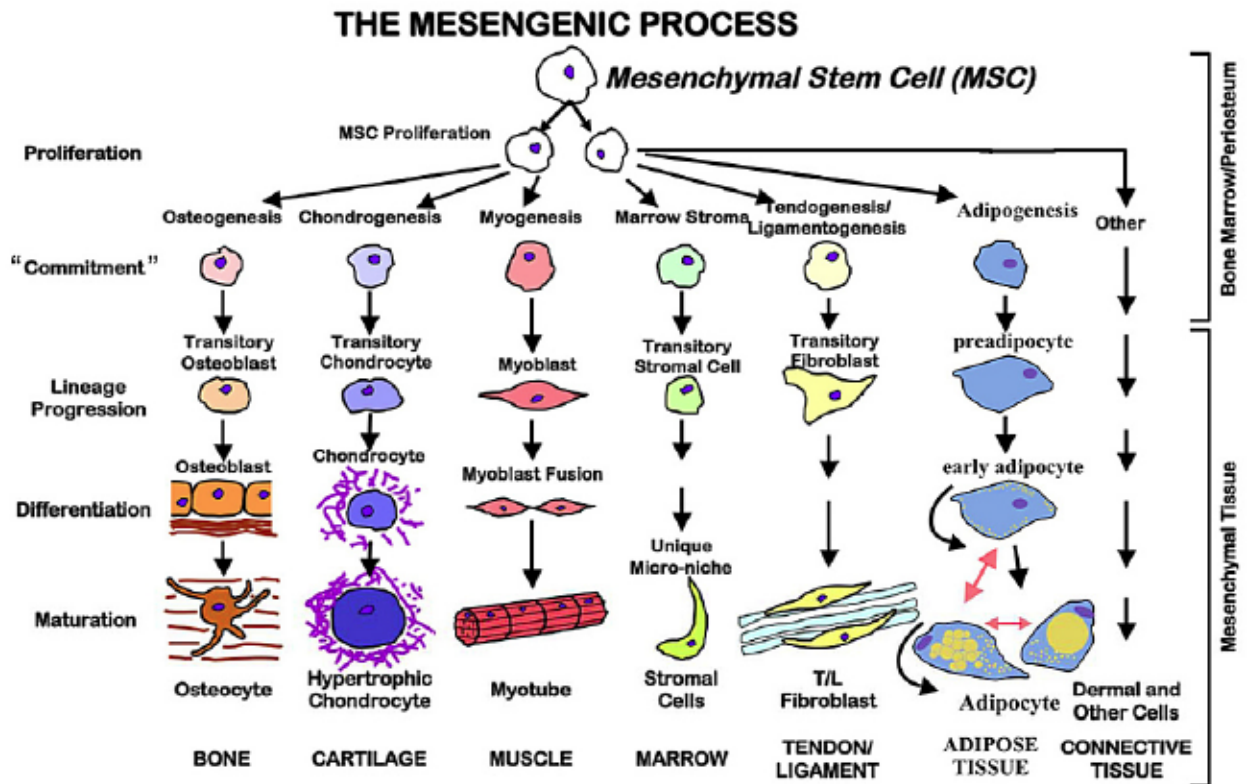 THE MESENGENIC PROCESS
Mesenchymal Stem Cell (MSC)
MSC Proliferation
Proliferation
Osteogenesis
Chondrogenesis
Myogenesis
Marrow Stroma
Tendogenesis/
Ligamentogenesis
Adipogenesis
Other
"Commitment"
Transitory
Osteoblast
Transitory
Chondrocyte
Myoblast
Transitory
Stromal Cell
Transitory
Fibroblast
preadipocyte
Lineage
Progression
Osteoblast
Chondrocyte
Myoblast Fusion
early adipocyte
Differentiation
Unique
Micro-niche
Maturation
Osteocyte
Hypertrophic
Chondrocyte
Myotube
Stromal
Cells
T/L
Fibroblast
Adipocyte
Dermal and
Other Cells
BONE
CARTILAGE
MUSCLE
MARROW
TENDON/
LIGAMENT
ADIPOSE
TISSUE
CONNECTIVE
TISSUE
Bone Marrow/Periosteum
Mesenchymal Tissue